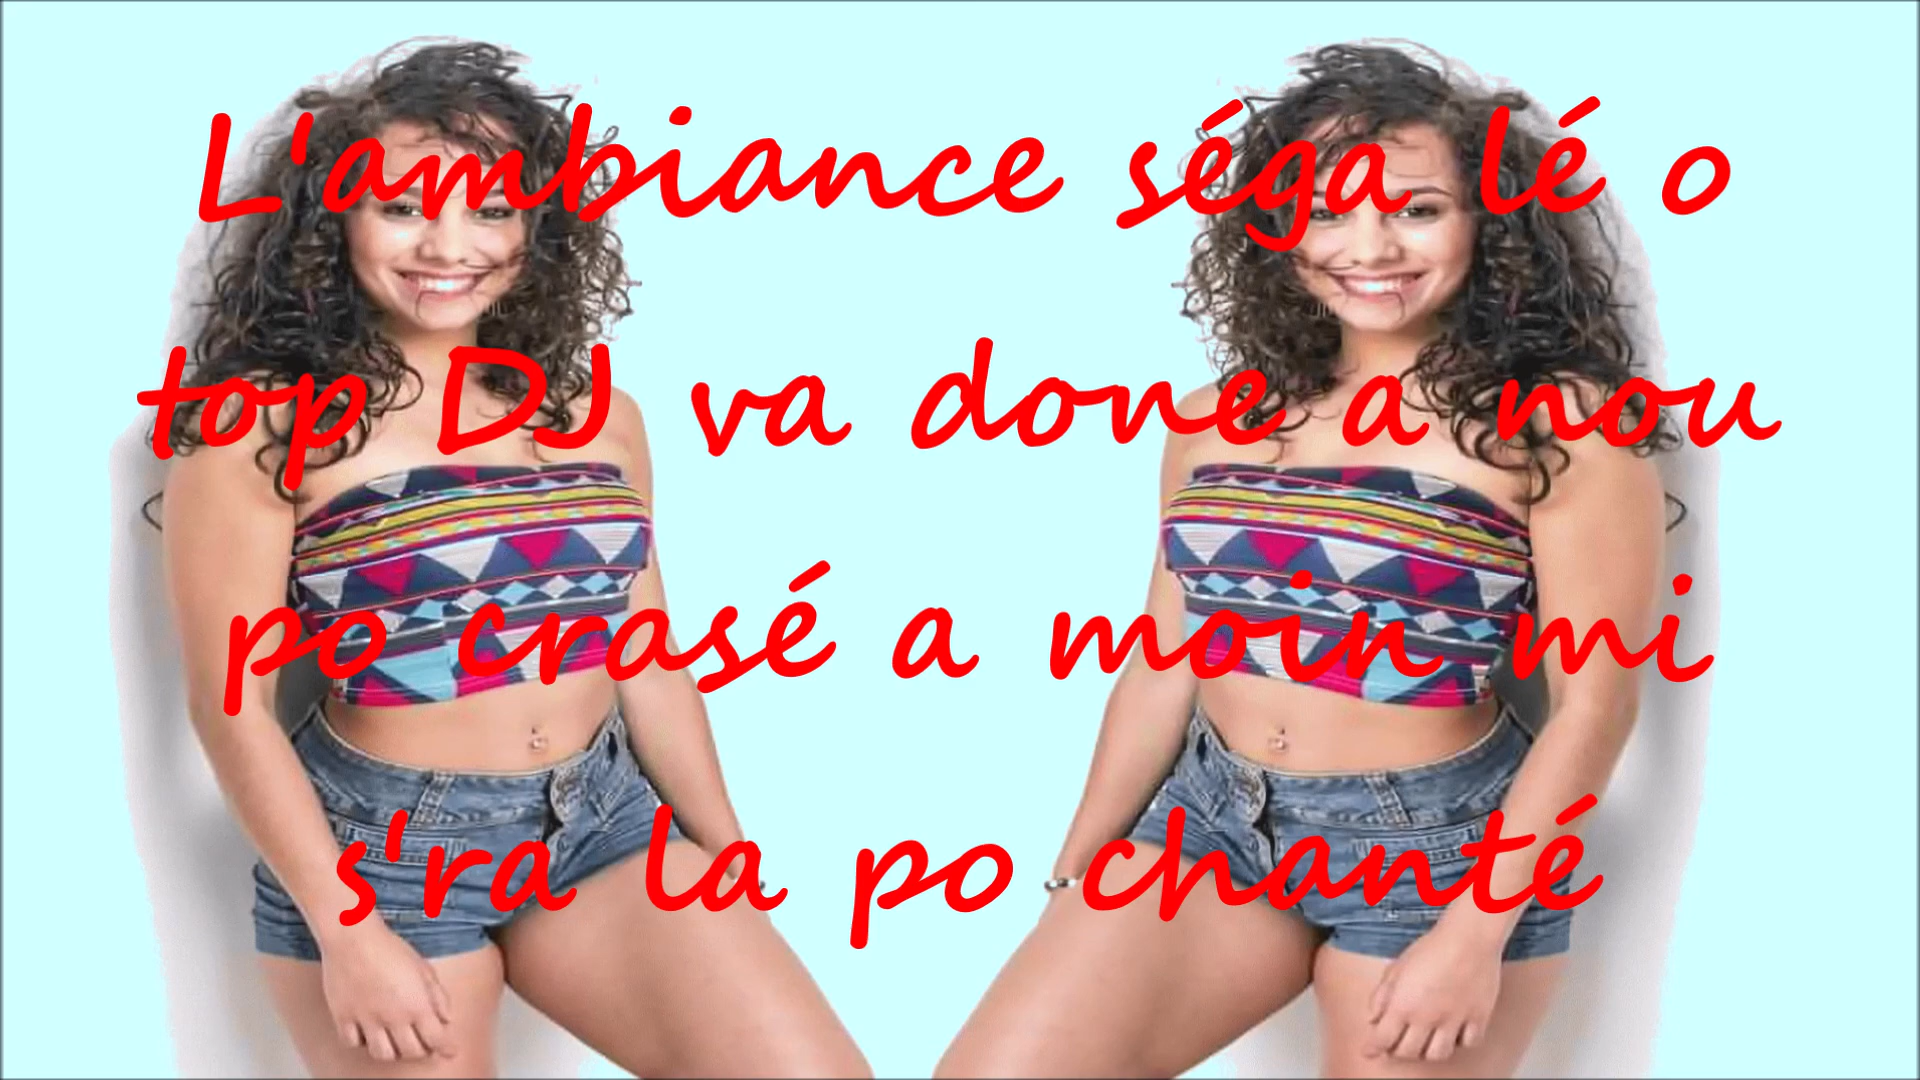 L'ambiance séga lé o
top DJ va done a nou
po crasé a moin mi
s'ra la po chanté